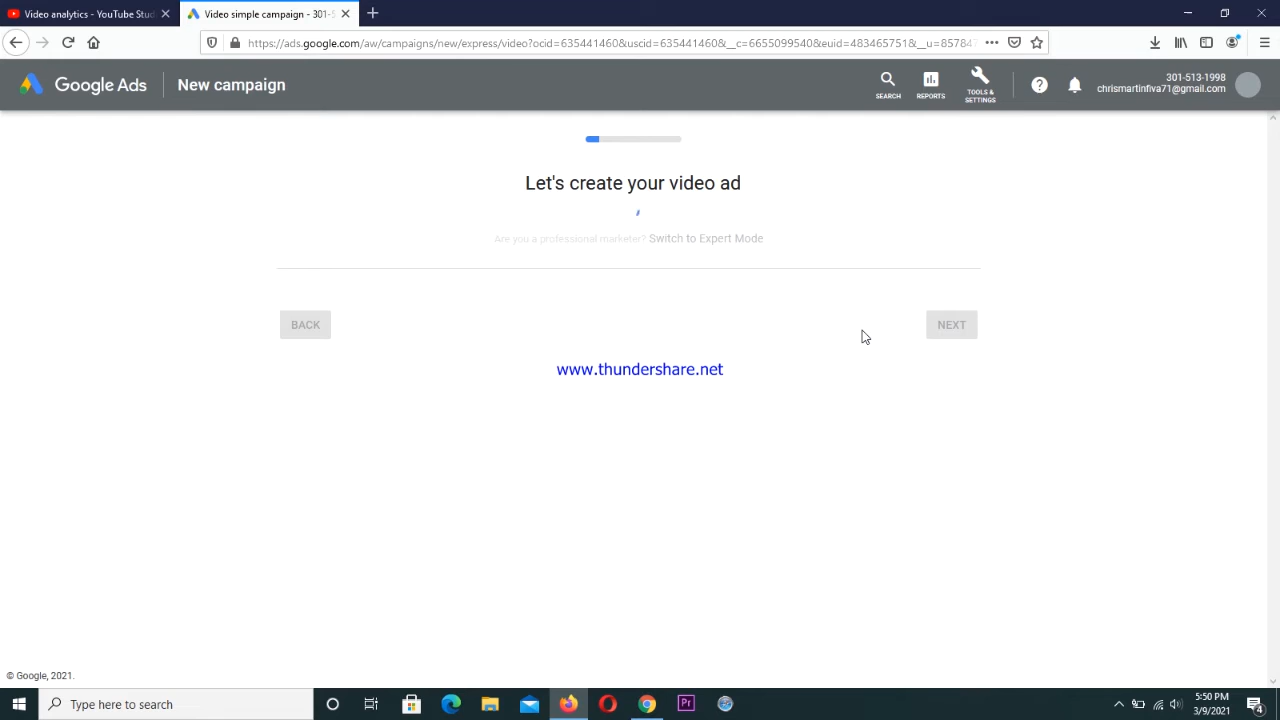 Video analytics - YouTube Stud
Video simple campaign - 301-5
https://ads.google.com/aw/campaigns/new/express/video?ocid=635441460&uscid=635441460&__c=6655099540&euid=483465751&__u=85784
Google Ads
New campaign
SEARCH
REPORTS
TOOLS &
SETTINGS
301-513-1998
chrismartinfiva71@gmail.com
Let's create your video ad
Are you a professional marketer? Switch to Expert Mode
BACK
NEXT
www.thundershare.net
© Google, 2021.
Type here to search
Pr
5:50 PM
3/9/2021
4